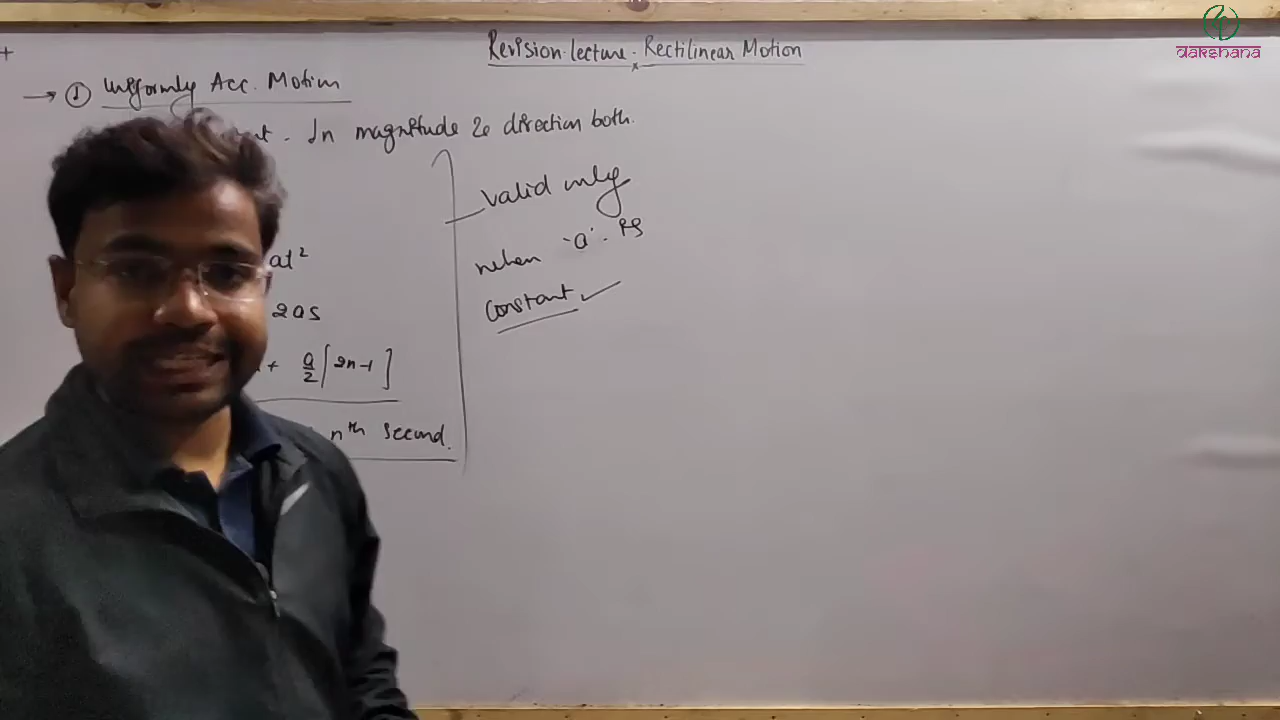 Revision lecture - Rectilinear Motion
dakshana
→ ① Uniformly Acc. Motion
- In magnitude & direction both.
at²
2as
+ a/2 [2n-1]
nth second.
valid only
when 'a' is
constant ✓